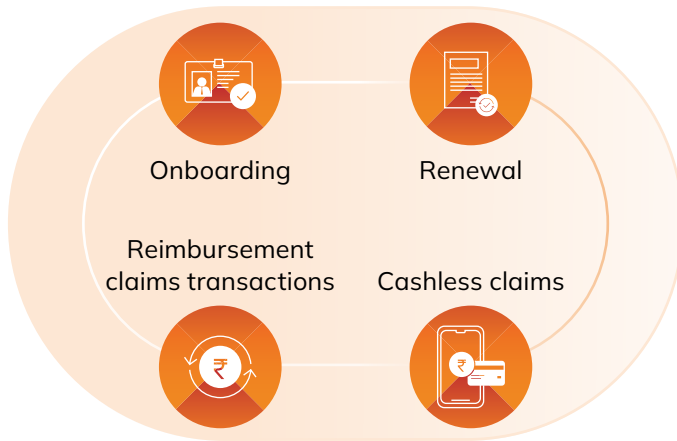 Onboarding
Renewal
Reimbursement
claims transactions
Cashless claims
₹
₹